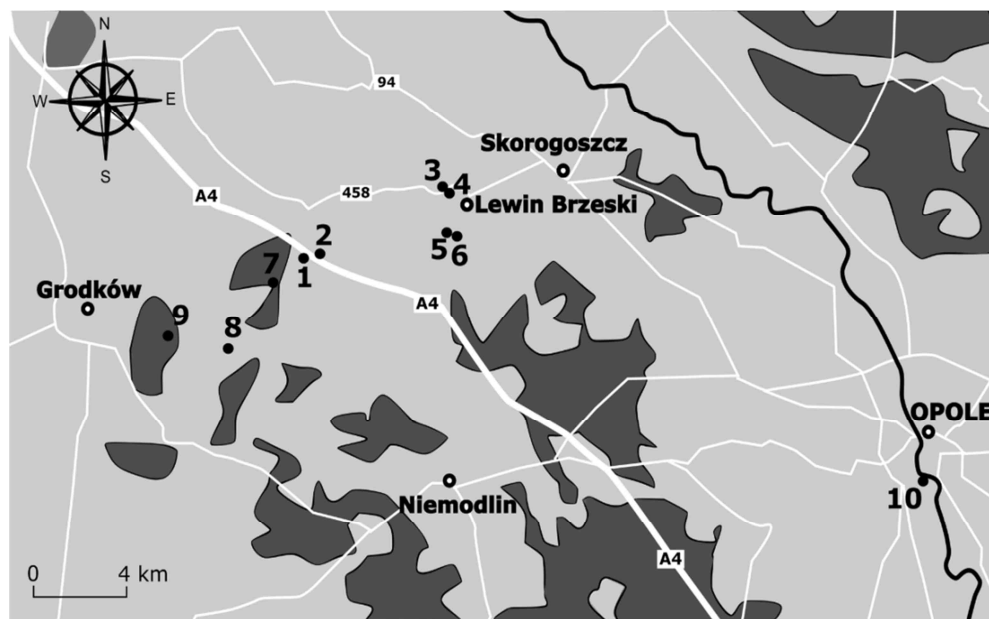 N
W E
S
94
Skorogoszcz
3
4
458
A4
Lewin Brzeski
5 6
2
1
7
Grodków
A4
9
8
OPOLE
Niemodlin
10
A4
0 4 km